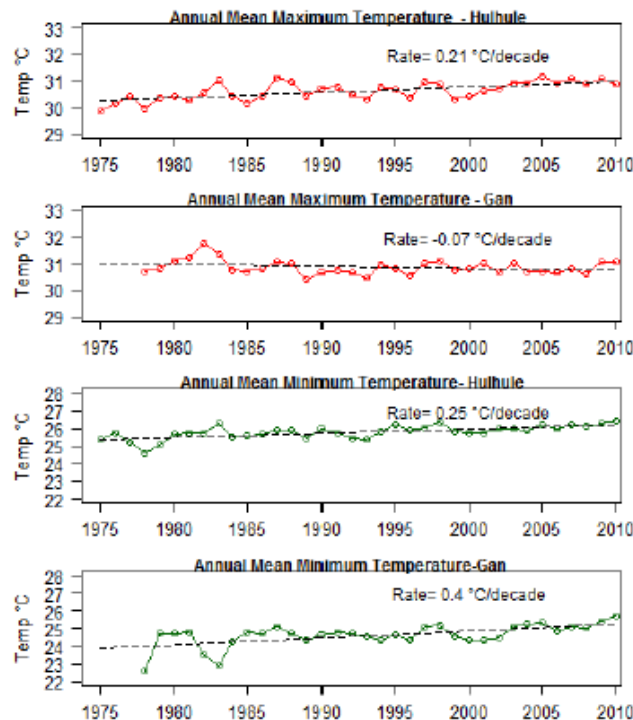 Annual Mean Maximum Temperature - Hulhule
Temp °C
33
32
31
30
29
Rate= 0.21 °C/decade
1975 1980 1985 1990 1995 2000 2005 2010
Annual Mean Maximum Temperature - Gan
Temp °C
33
32
31
30
29
Rate= -0.07 °C/decade
1975 1980 1985 1990 1995 2000 2005 2010
Annual Mean Minimum Temperature- Hulhule
Temp °C
28
27
26
25
24
23
22
Rate= 0.25 °C/decade
1975 1980 1985 1990 1995 2000 2005 2010
Annual Mean Minimum Temperature-Gan
Temp °C
28
27
26
25
24
23
22
Rate= 0.4 °C/decade
1975 1980 1985 1990 1995 2000 2005 2010